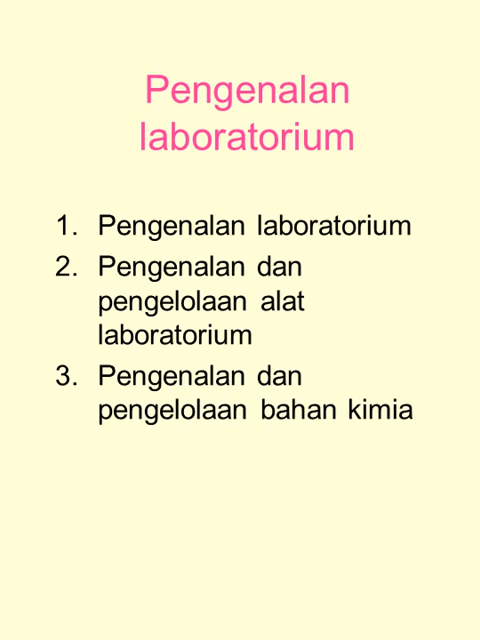 Pengenalan
laboratorium
1. Pengenalan laboratorium
2. Pengenalan dan
pengelolaan alat
laboratorium
3. Pengenalan dan
pengelolaan bahan kimia